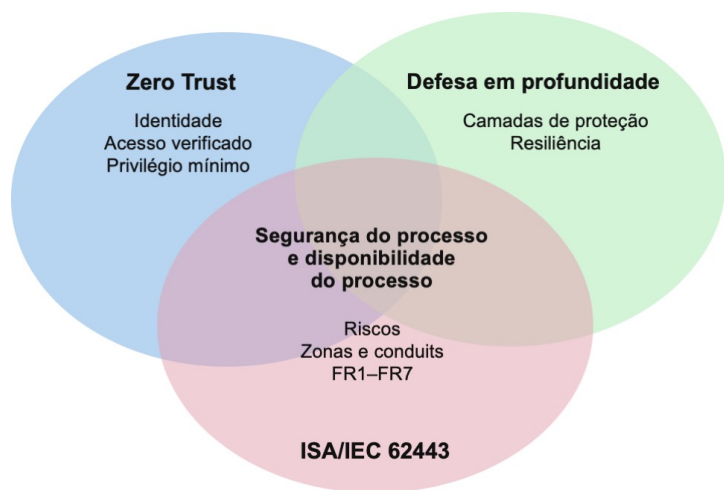 Zero Trust
Identidade
Acesso verificado
Privilégio mínimo
Defesa em profundidade
Camadas de proteção
Resiliência
Segurança do processo
e disponibilidade
do processo
Riscos
Zonas e conduits
FR1–FR7
ISA/IEC 62443